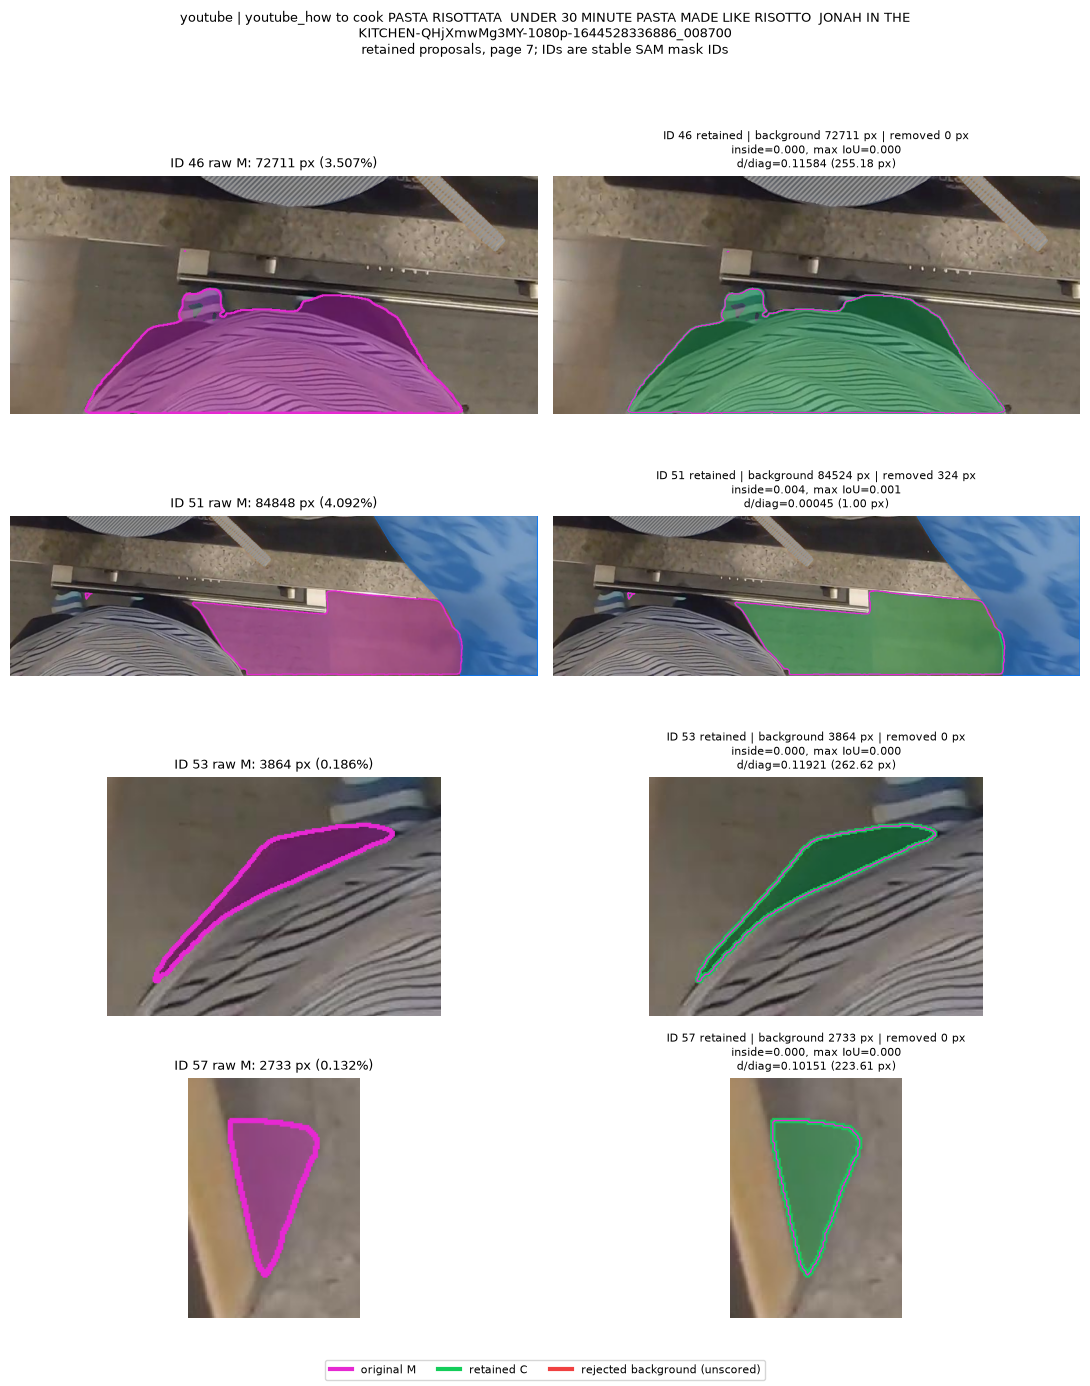 youtube | youtube_how to cook PASTA RISOTTATA  UNDER 30 MINUTE PASTA MADE LIKE RISOTTO  JONAH IN THE
KITCHEN-QHjXmwMg3MY-1080p-1644528336886_008700
retained proposals, page 7; IDs are stable SAM mask IDs
ID 46 raw M: 72711 px (3.507%)
ID 46 retained | background 72711 px | removed 0 px
inside=0.000, max IoU=0.000
d/diag=0.11584 (255.18 px)
ID 51 raw M: 84848 px (4.092%)
ID 51 retained | background 84524 px | removed 324 px
inside=0.004, max IoU=0.001
d/diag=0.00045 (1.00 px)
ID 53 raw M: 3864 px (0.186%)
ID 53 retained | background 3864 px | removed 0 px
inside=0.000, max IoU=0.000
d/diag=0.11921 (262.62 px)
ID 57 raw M: 2733 px (0.132%)
ID 57 retained | background 2733 px | removed 0 px
inside=0.000, max IoU=0.000
d/diag=0.10151 (223.61 px)
original M
retained C
rejected background (unscored)